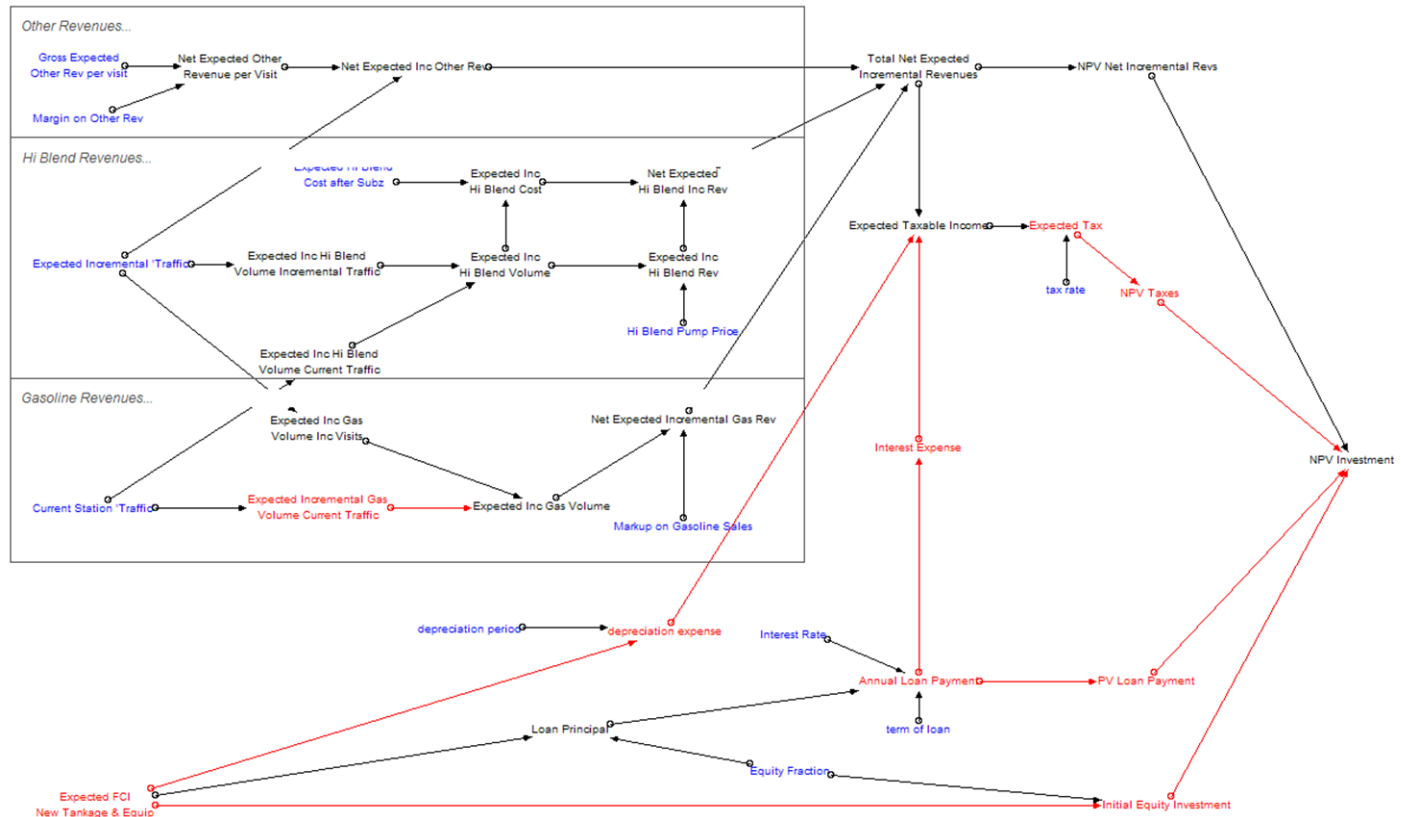 Other Revenues...
Gross Expected
Other Rev per visit
Net Expected Other
Revenue per Visit
Net Expected Inc Other Rev
Total Net Expected
Incremental Revenues
NPV Net Incremental Revs
Margin on Other Rev
Hi Blend Revenues...
Expected Hi Blend
Cost after Subz
Expected Inc
Hi Blend Cost
Net Expected
Hi Blend Inc Rev
Expected Taxable Income
Expected Tax
Expected Incremental 'Traffic
Expected Inc Hi Blend
Volume Incremental Traffic
Expected Inc
Hi Blend Volume
Expected Inc
Hi Blend Rev
tax rate
NPV Taxes
Hi Blend Pump Price
Expected Inc Hi Blend
Volume Current Traffic
Gasoline Revenues...
Expected Inc Gas
Volume Inc Visits
Net Expected Incremental Gas Rev
Interest Expense
NPV Investment
Current Station 'Traffic
Expected Incremental Gas
Volume Current Traffic
Expected Inc Gas Volume
Markup on Gasoline Sales
depreciation period
depreciation expense
Interest Rate
Annual Loan Payment
PV Loan Payment
Loan Principal
term of loan
Equity Fraction
Expected FCI
New Tankage & Equip
Initial Equity Investment